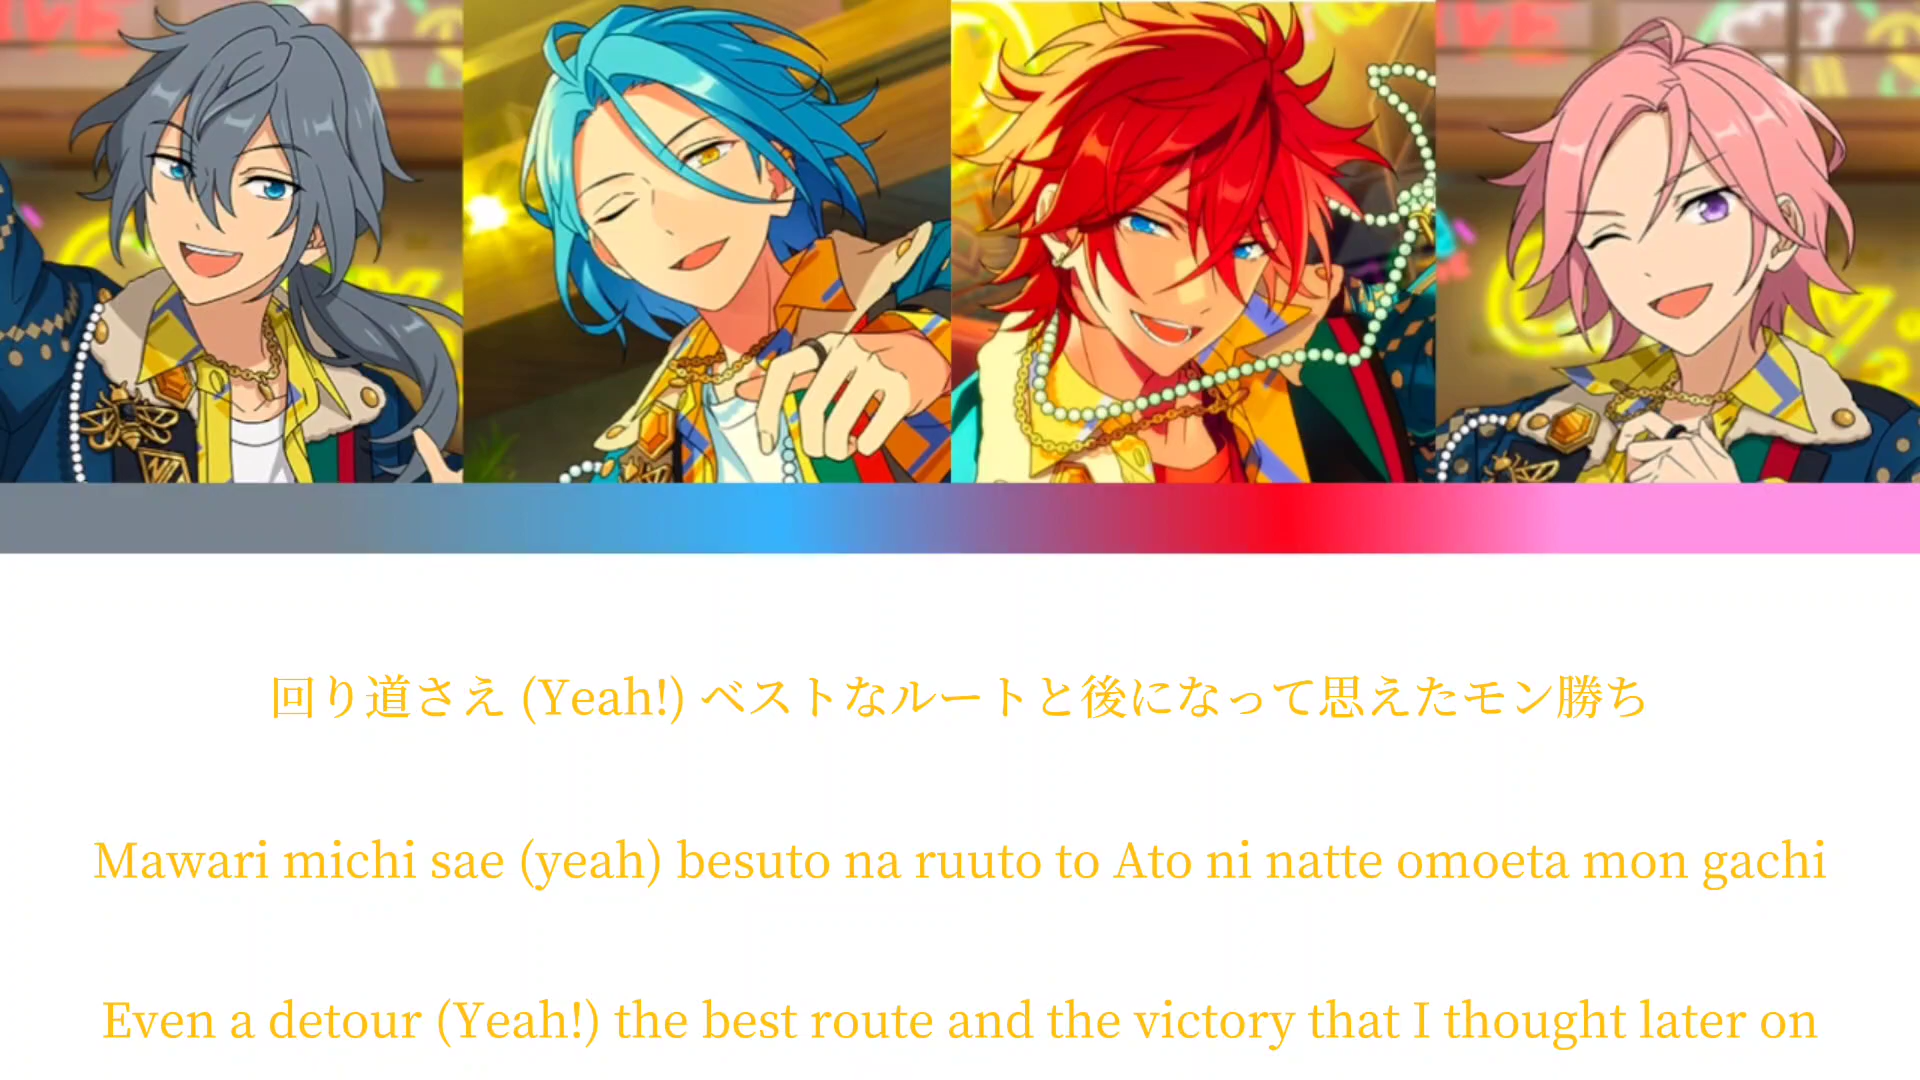 回り道さえ (Yeah!) ベストなルートと後になって思えたモン勝ち
Mawari michi sae (yeah) besuto na ruuto to Ato ni natte omoeta mon gachi
Even a detour (Yeah!) the best route and the victory that I thought later on